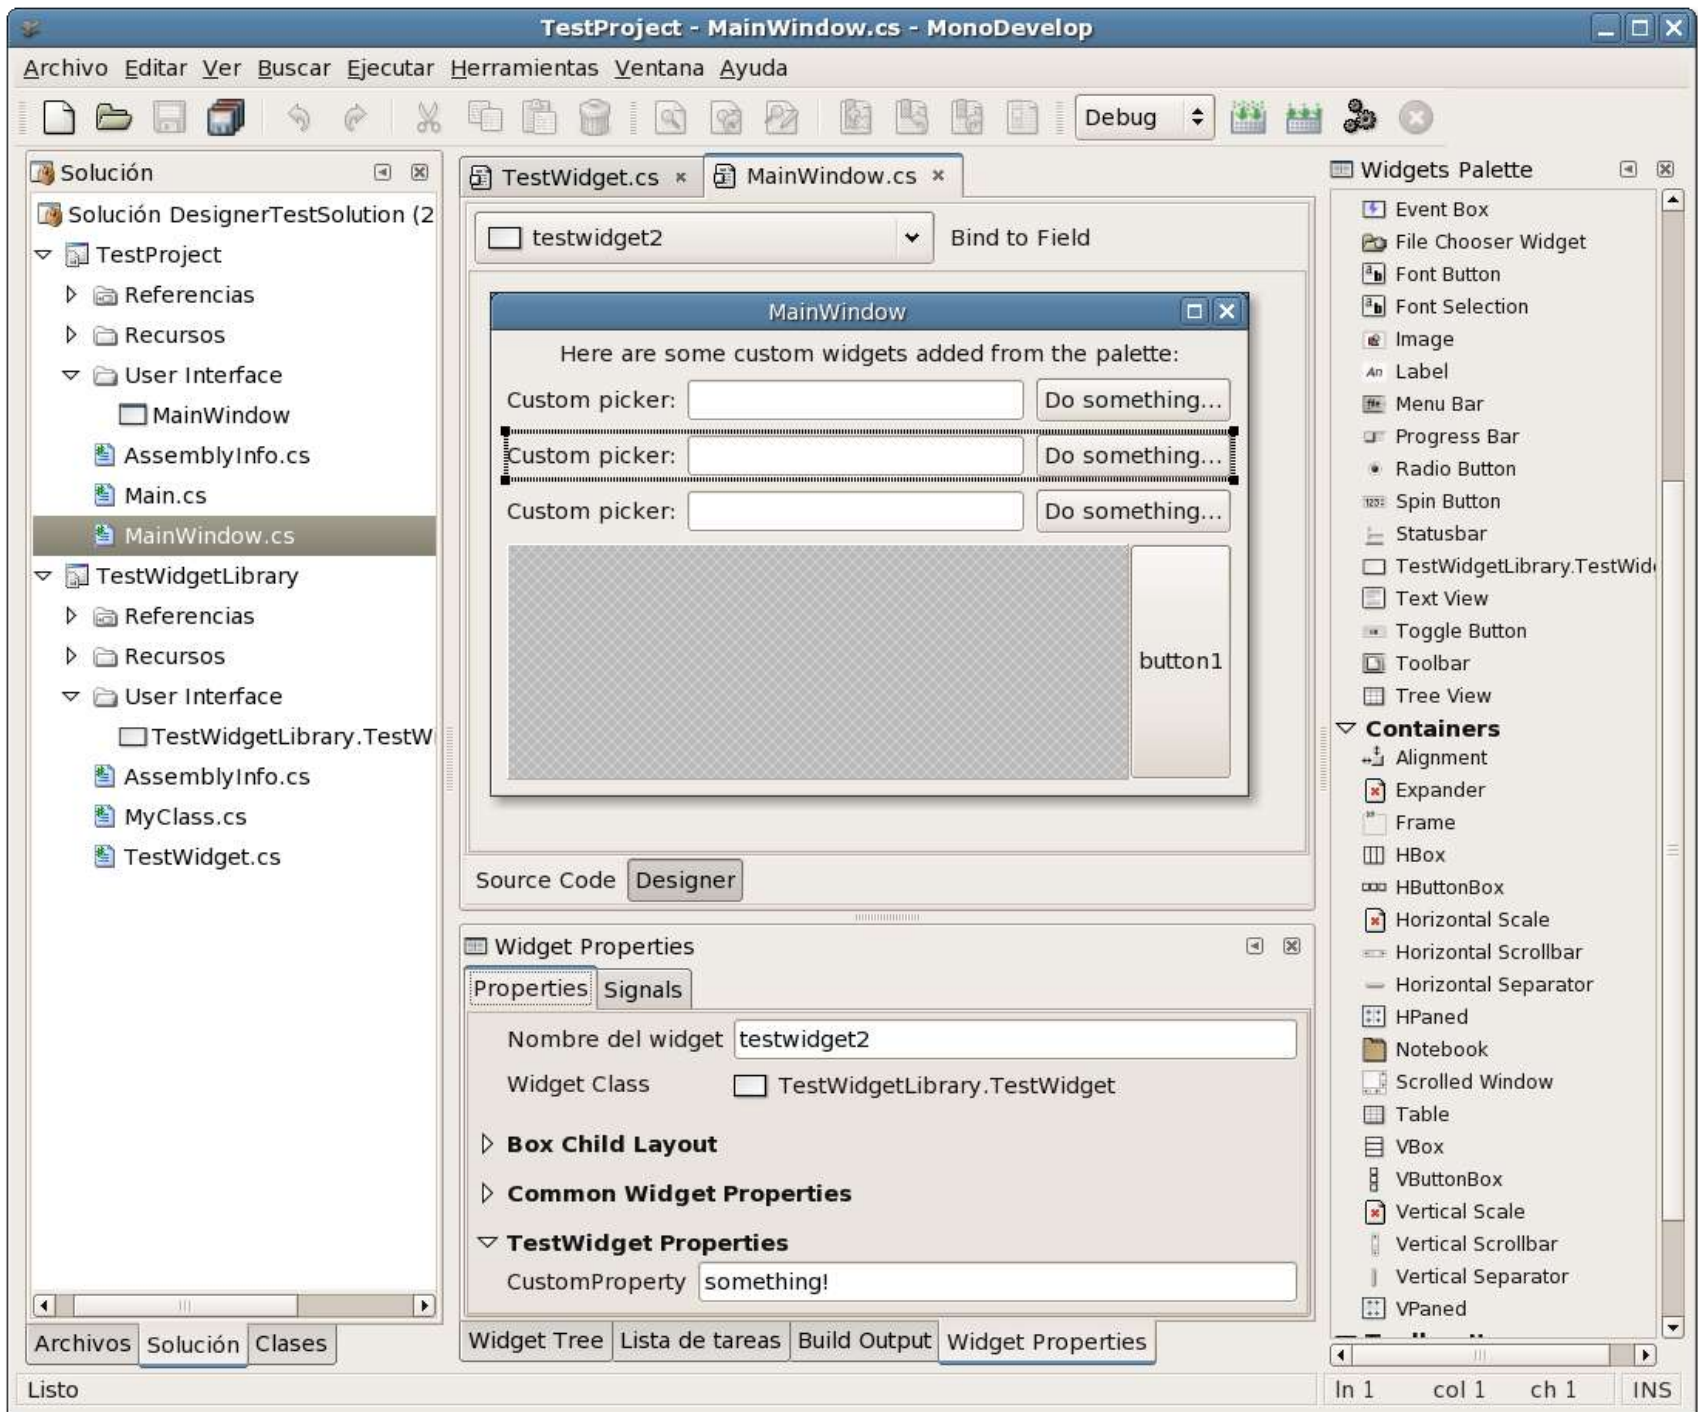 TestProject - MainWindow.cs - MonoDevelop
Archivo Editar Ver Buscar Ejecutar Herramientas Ventana Ayuda
Debug
Solución
Solución DesignerTestSolution (2
TestProject
Referencias
Recursos
User Interface
MainWindow
AssemblyInfo.cs
Main.cs
MainWindow.cs
TestWidgetLibrary
Referencias
Recursos
User Interface
TestWidgetLibrary.TestW
AssemblyInfo.cs
MyClass.cs
TestWidget.cs
Archivos Solución Clases
TestWidget.cs MainWindow.cs
testwidget2 Bind to Field
MainWindow
Here are some custom widgets added from the palette:
Custom picker: Do something...
Custom picker: Do something...
Custom picker: Do something...
button1
Source Code Designer
Widget Properties
Properties Signals
Nombre del widget testwidget2
Widget Class TestWidgetLibrary.TestWidget
Box Child Layout
Common Widget Properties
TestWidget Properties
CustomProperty something!
Widget Tree Lista de tareas Build Output Widget Properties
Widgets Palette
Event Box
File Chooser Widget
Font Button
Font Selection
Image
Label
Menu Bar
Progress Bar
Radio Button
Spin Button
Statusbar
TestWidgetLibrary.TestWid
Text View
Toggle Button
Toolbar
Tree View
Containers
Alignment
Expander
Frame
HBox
HButtonBox
Horizontal Scale
Horizontal Scrollbar
Horizontal Separator
HPaned
Notebook
Scrolled Window
Table
VBox
VButtonBox
Vertical Scale
Vertical Scrollbar
Vertical Separator
VPaned
Listo ln 1 col 1 ch 1 INS